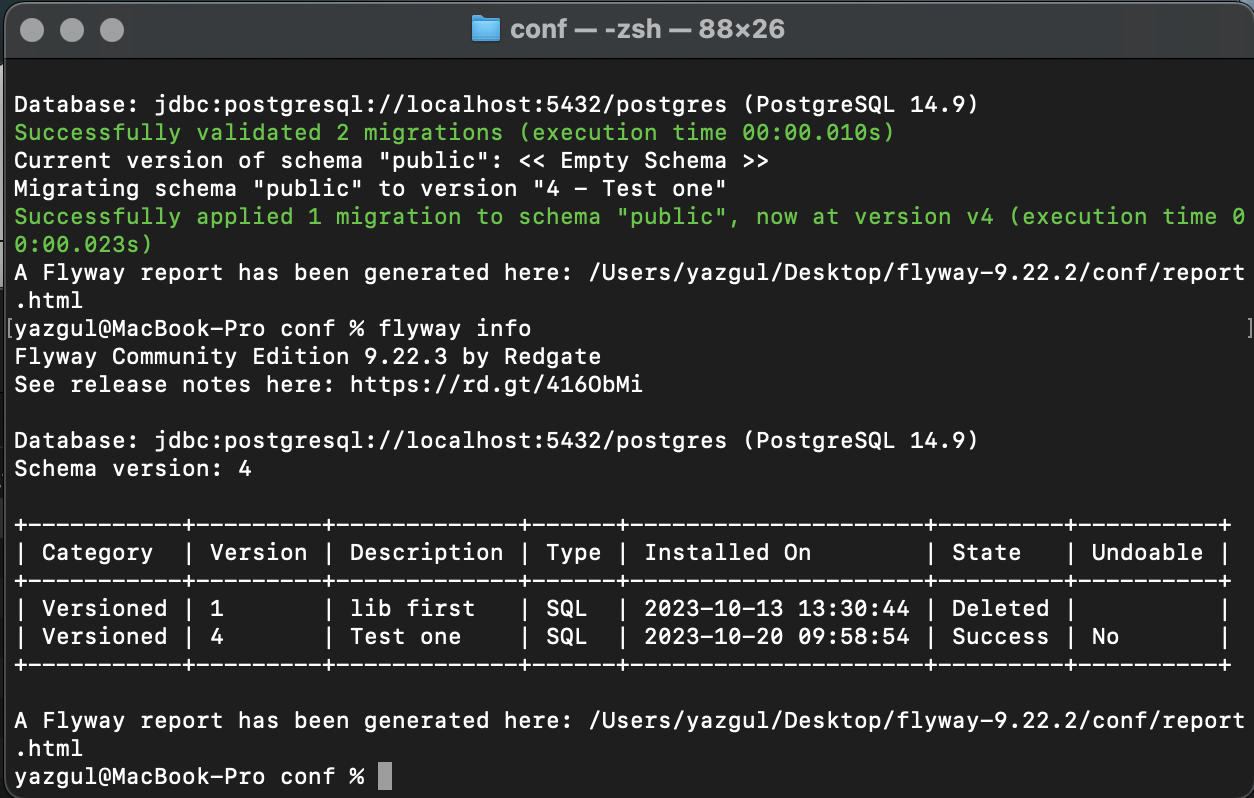 conf — -zsh — 88×26
Database: jdbc:postgresql://localhost:5432/postgres (PostgreSQL 14.9)
Successfully validated 2 migrations (execution time 00:00.010s)
Current version of schema "public": << Empty Schema >>
Migrating schema "public" to version "4 - Test one"
Successfully applied 1 migration to schema "public", now at version v4 (execution time 0
0:00.023s)
A Flyway report has been generated here: /Users/yazgul/Desktop/flyway-9.22.2/conf/report
.html
[yazgul@MacBook-Pro conf % flyway info ]
Flyway Community Edition 9.22.3 by Redgate
See release notes here: https://rd.gt/416ObMi
Database: jdbc:postgresql://localhost:5432/postgres (PostgreSQL 14.9)
Schema version: 4
+-----------+---------+-------------+------+---------------------+---------+----------+
| Category  | Version | Description | Type | Installed On        | State   | Undoable |
+-----------+---------+-------------+------+---------------------+---------+----------+
| Versioned | 1       | lib first   | SQL  | 2023-10-13 13:30:44 | Deleted |          |
| Versioned | 4       | Test one    | SQL  | 2023-10-20 09:58:54 | Success | No       |
+-----------+---------+-------------+------+---------------------+---------+----------+
A Flyway report has been generated here: /Users/yazgul/Desktop/flyway-9.22.2/conf/report
.html
yazgul@MacBook-Pro conf %